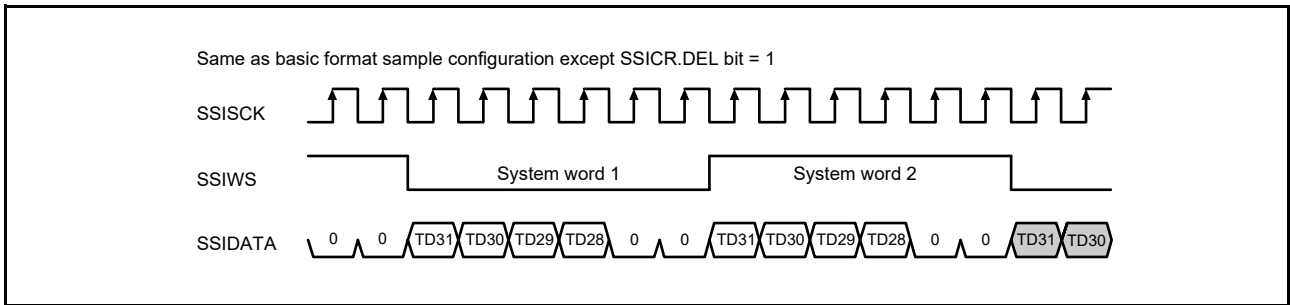 Same as basic format sample configuration except SSICR.DEL bit = 1
SSISCK
SSIWS System word 1 System word 2
SSIDATA 0 0 TD31 TD30 TD29 TD28 0 0 TD31 TD30 TD29 TD28 0 0 TD31 TD30